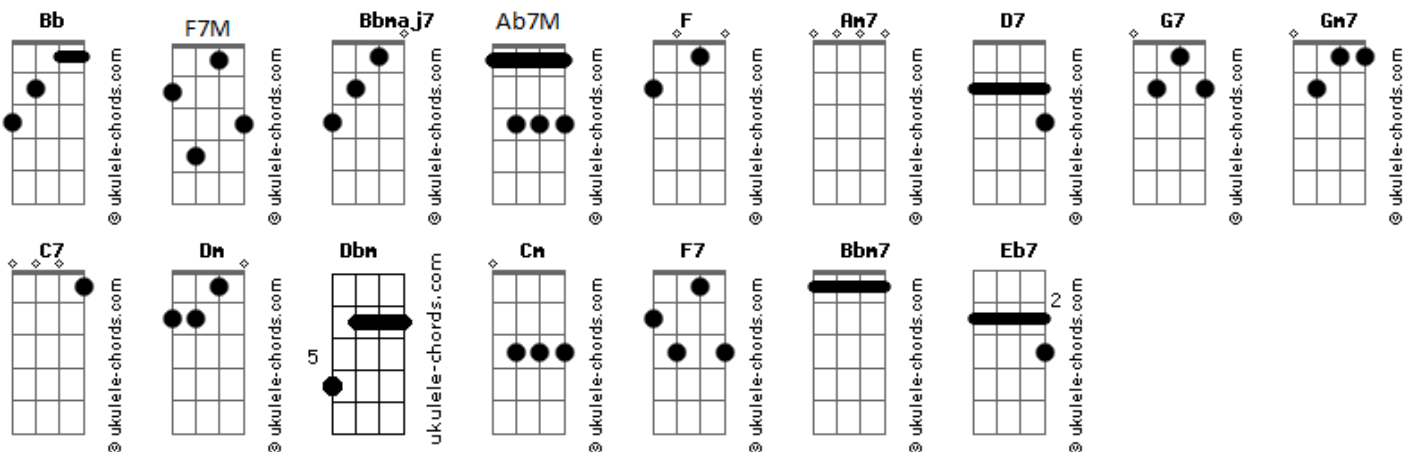 Bb F7M Bbmaj7 Ab7M F Am7 D7 G7 Gm7
© ukulele-chords.com © ukulele-chords.com © ukulele-chords.com © ukulele-chords.com © ukulele-chords.com © ukulele-chords.com © ukulele-chords.com © ukulele-chords.com © ukulele-chords.com
C7 Dm Dbm Cm F7 Bbm7 Eb7
5 2
© ukulele-chords.com © ukulele-chords.com ukulele-chords.com © ukulele-chords.com © ukulele-chords.com © ukulele-chords.com © ukulele-chords.com